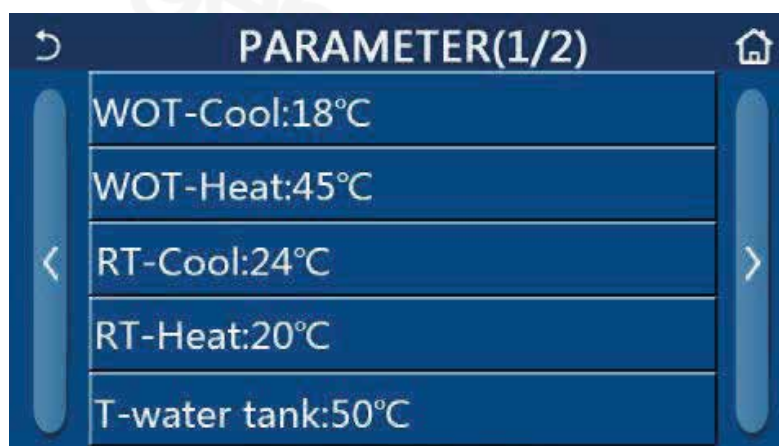 PARAMETER(1/2)
WOT-Cool:18℃
WOT-Heat:45℃
RT-Cool:24℃
RT-Heat:20℃
T-water tank:50℃